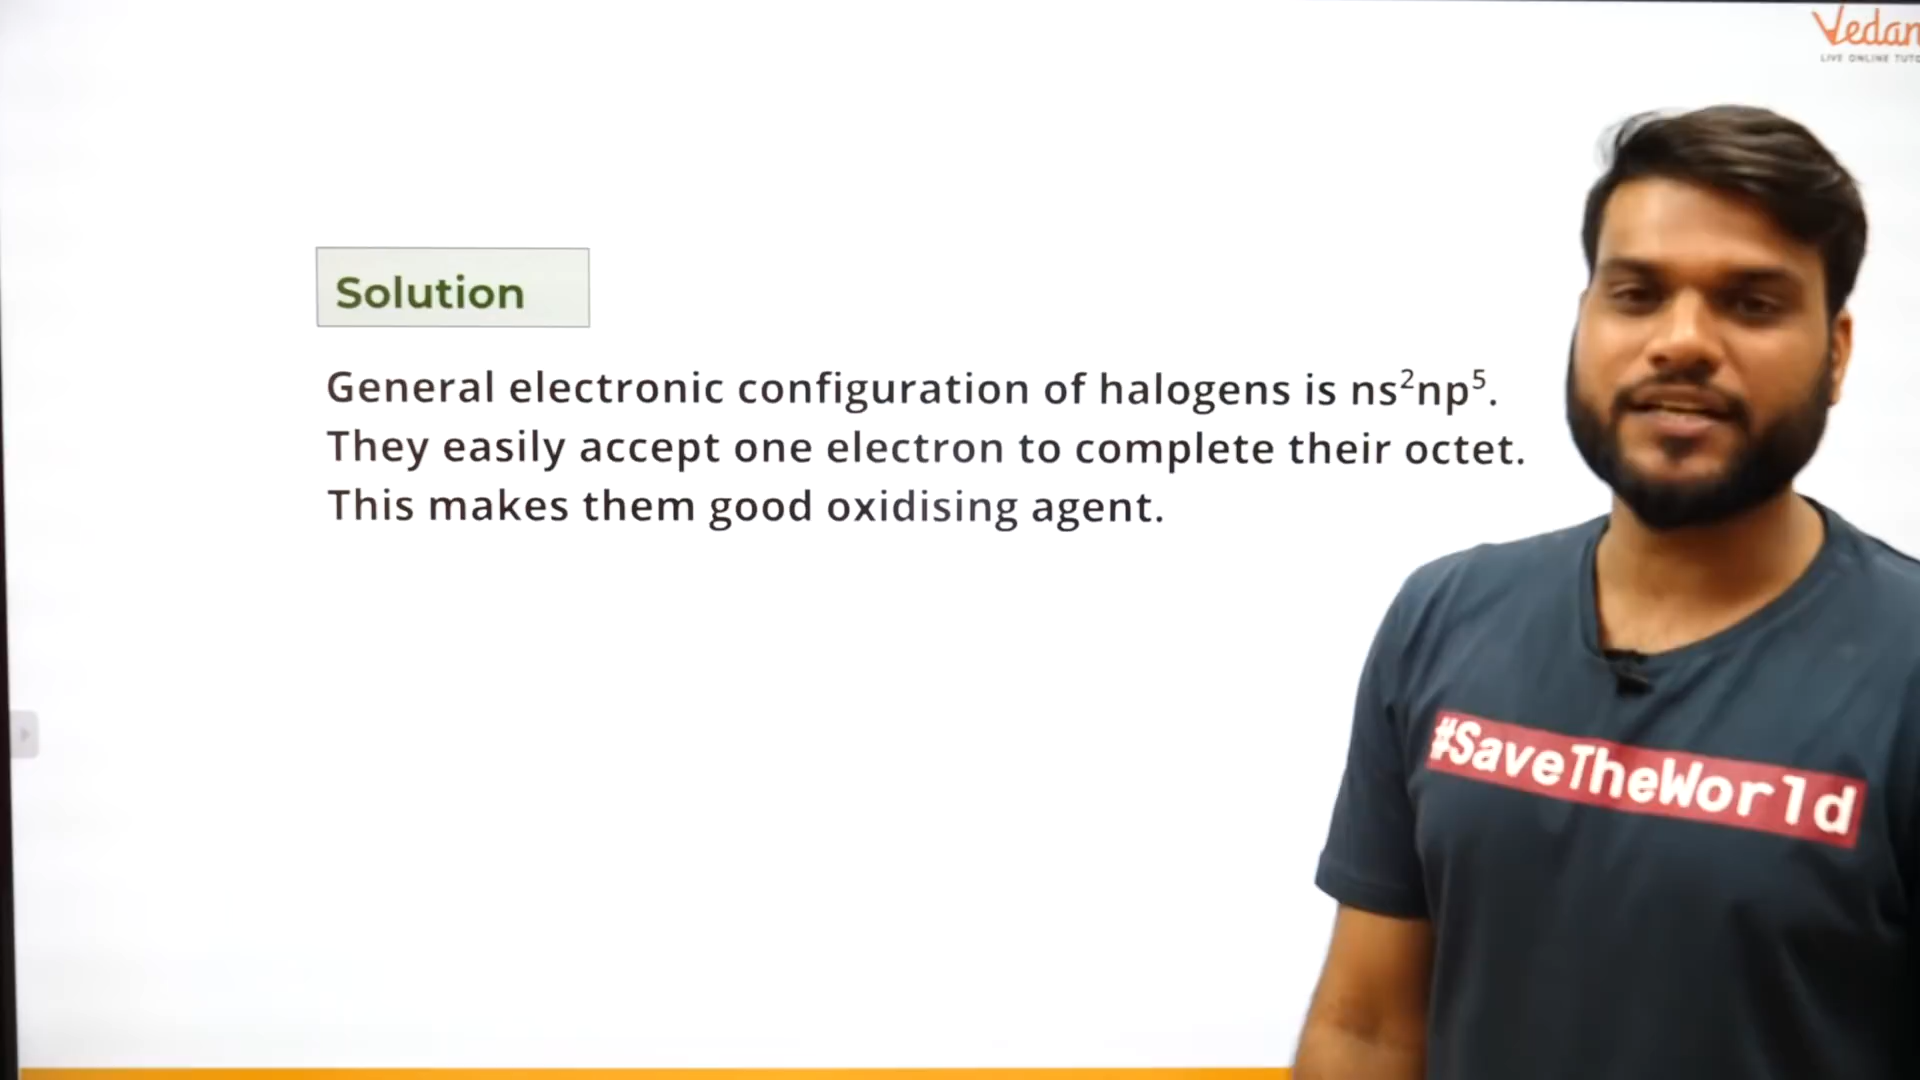 Vedan
LIVE ONLINE TUTO
Solution
General electronic configuration of halogens is ns²np⁵.
They easily accept one electron to complete their octet.
This makes them good oxidising agent.
#SaveTheWorld